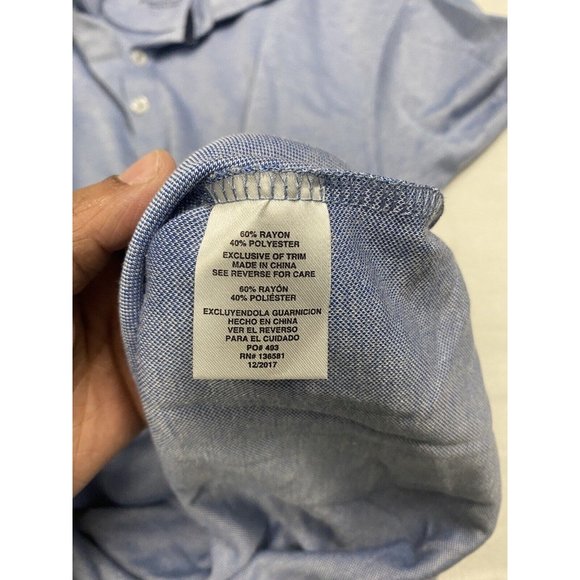 60% RAYON
40% POLYESTER
EXCLUSIVE OF TRIM
MADE IN CHINA
SEE REVERSE FOR CARE
60% RAYÓN
40% POLIÉSTER
EXCLUYENDOLA GUARNICION
HECHO EN CHINA
VER EL REVERSO
PARA EL CUIDADO
PO# 493
RN# 136581
12/2017